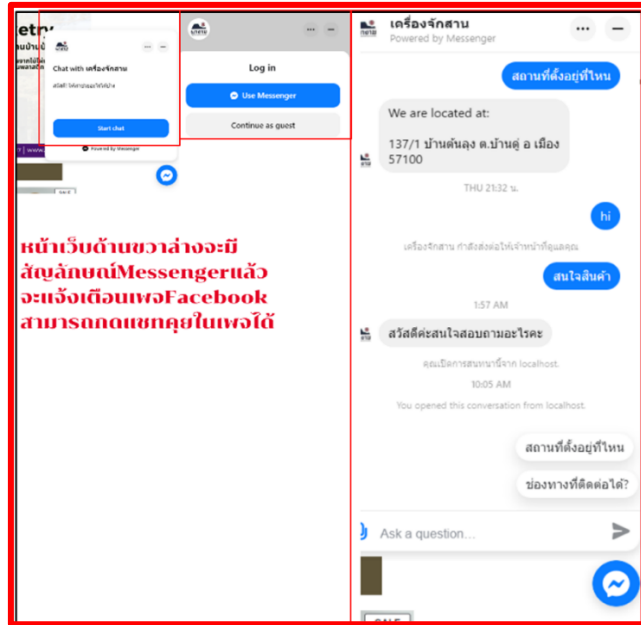 Chat with เครื่องจักสาน
Start chat
Powered by Messenger
Log in
Use Messenger
Continue as guest
หน้าเว็บด้านขวาล่างจะมี
สัญลักษณ์Messengerแล้ว
จะแจ้งเตือนเพจFacebook
สามารถกดแชทคุยในเพจได้
เครื่องจักสาน
Powered by Messenger
สถานที่ตั้งอยู่ที่ไหน
We are located at:
137/1 บ้านต้นลุง ต.บ้านดู่ อ เมือง
57100
THU 21:32 น.
hi
เครื่องจักสาน กำลังส่งต่อให้เจ้าหน้าที่ดูแลคุณ
สนใจสินค้า
1:57 AM
สวัสดีค่ะสนใจสอบถามอะไรคะ
คุณเปิดการสนทนานี้จาก localhost.
10:05 AM
You opened this conversation from localhost.
สถานที่ตั้งอยู่ที่ไหน
ช่องทางที่ติดต่อได้?
Ask a question...